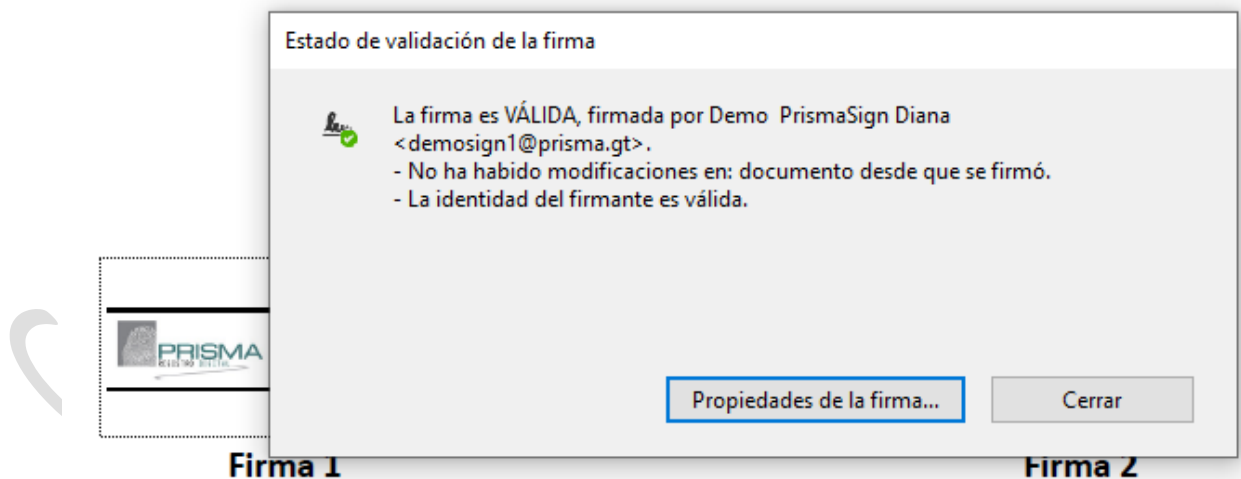 Estado de validación de la firma
La firma es VÁLIDA, firmada por Demo  PrismaSign Diana
<demosign1@prisma.gt>.
- No ha habido modificaciones en: documento desde que se firmó.
- La identidad del firmante es válida.
PRISMA
REGISTRO DIGITAL
Propiedades de la firma...
Cerrar
Firma 1
Firma 2